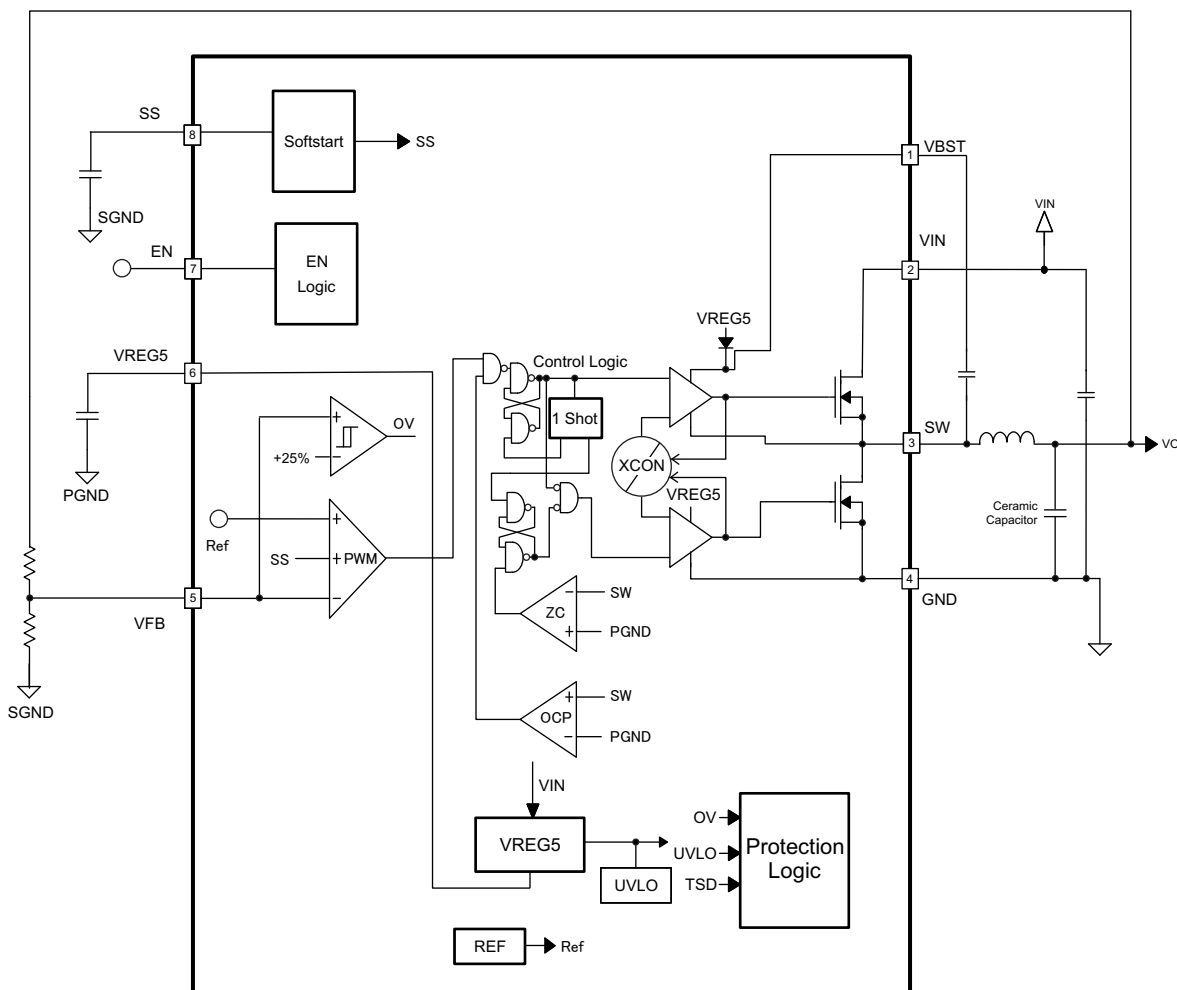 SS
8
Softstart
SS
1
VBST
SGND
VIN
EN
7
EN
Logic
VIN
2
VREG5
6
VREG5
Control Logic
1 Shot
OV
+
+25%
−
SW
3
XCON
VREG5
VO
Ceramic
Capacitor
PGND
Ref
+
SS
+
PWM
−
5
VFB
4
GND
ZC
−
SW
+
PGND
SGND
OCP
+
SW
−
PGND
VIN
VREG5
UVLO
OV
UVLO
TSD
Protection
Logic
REF
Ref